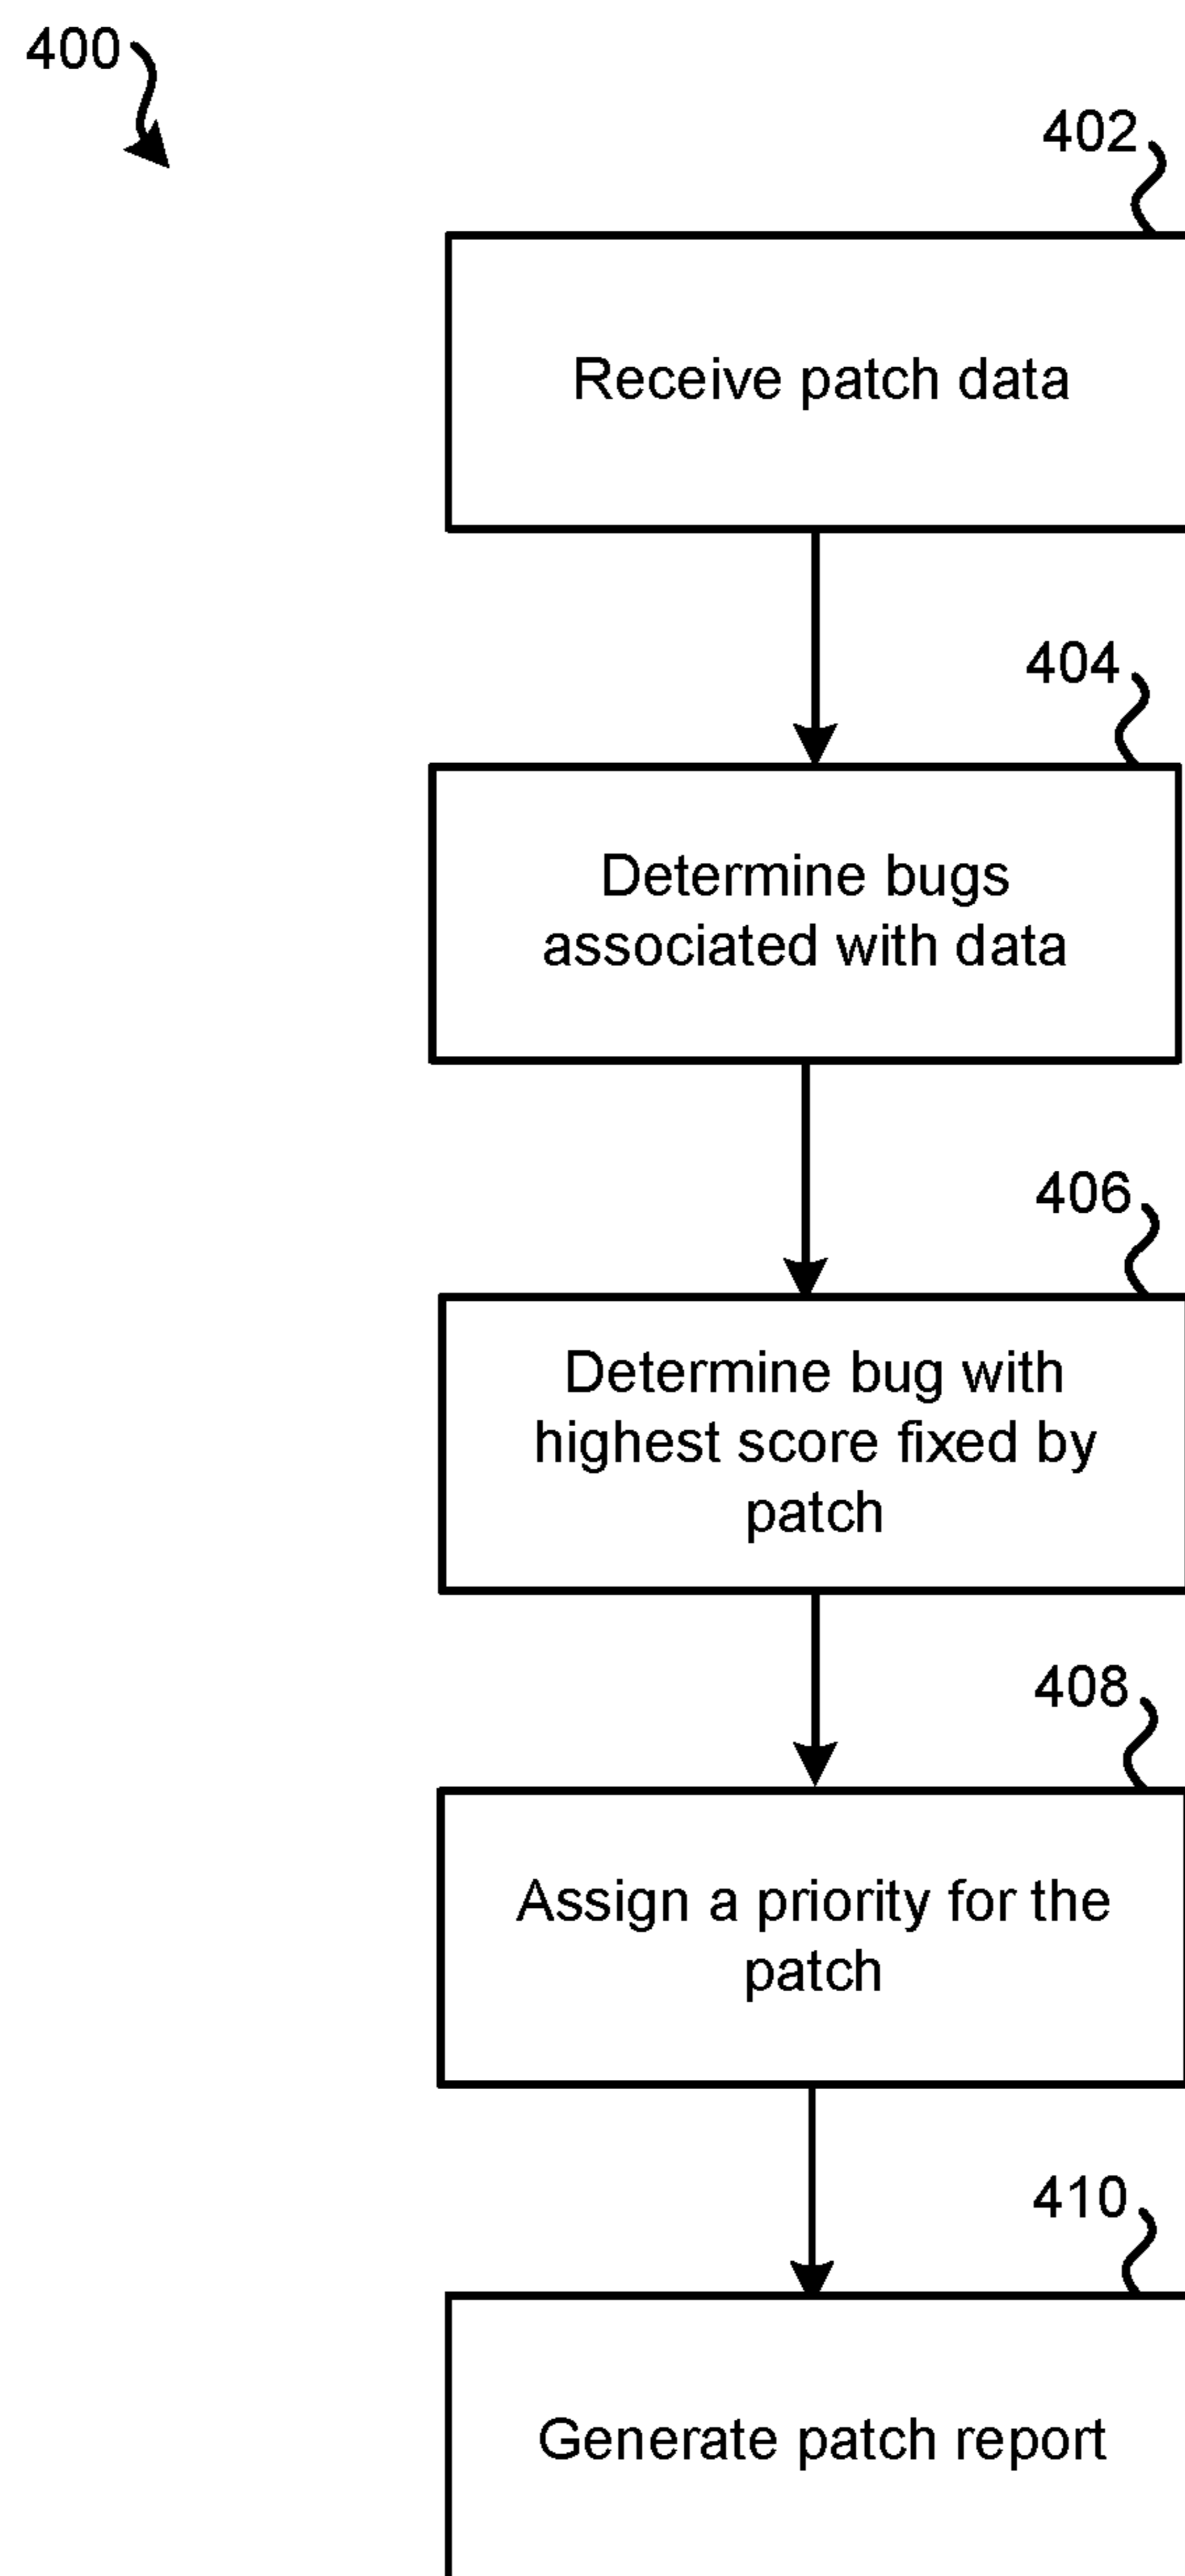 400
402
Receive patch data
404
Determine bugs
associated with data
406
Determine bug with
highest score fixed by
patch
408
Assign a priority for the
patch
410
Generate patch report